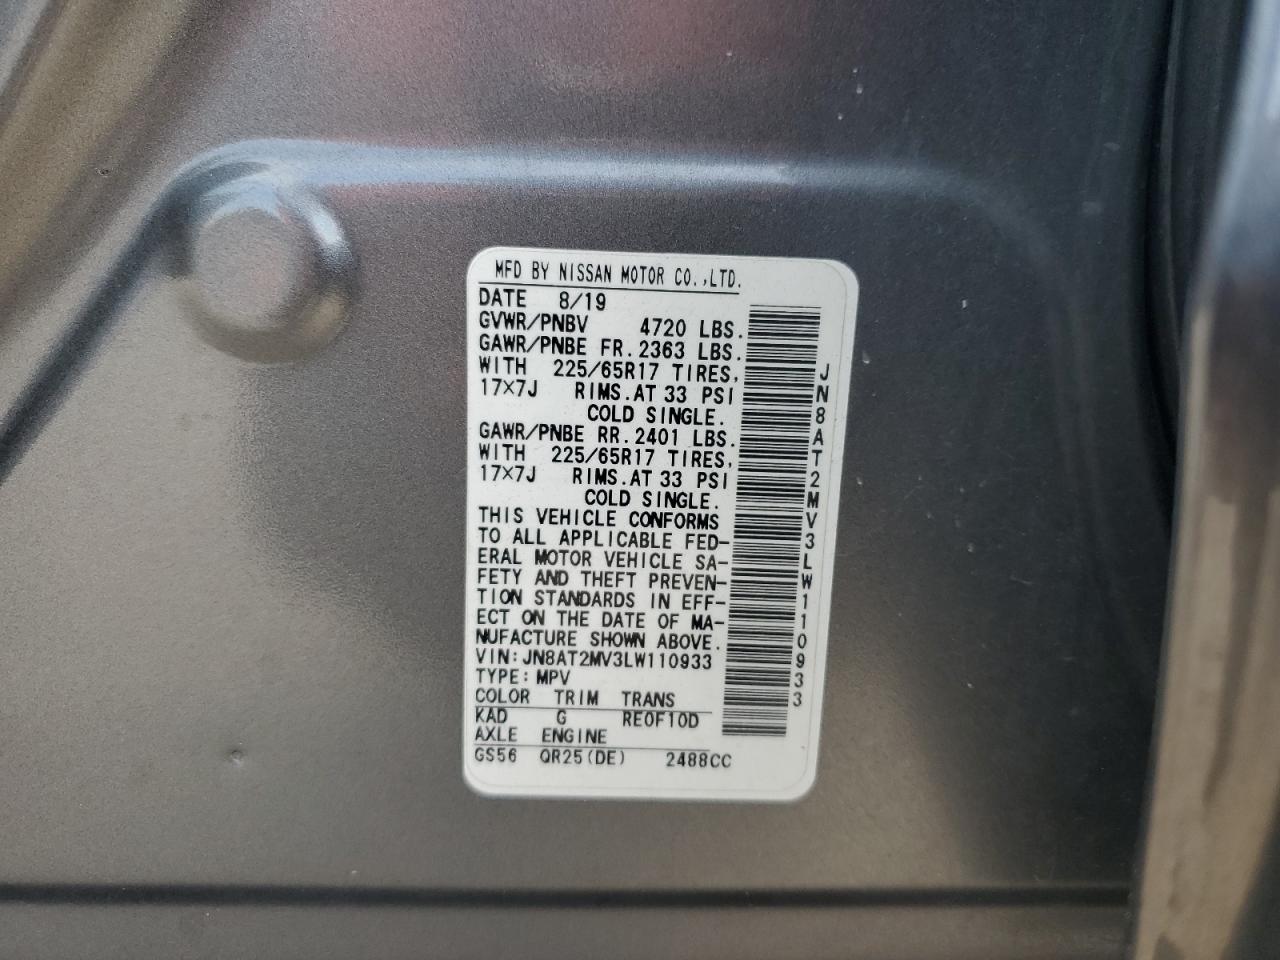 MFD BY NISSAN MOTOR CO.,LTD.
DATE 8/19
GVWR/PNBV 4720 LBS.
GAWR/PNBE FR. 2363 LBS.
WITH 225/65R17 TIRES,
17×7J RIMS. AT 33 PSI
COLD SINGLE.
GAWR/PNBE RR. 2401 LBS.
WITH 225/65R17 TIRES,
17×7J RIMS. AT 33 PSI
COLD SINGLE.
THIS VEHICLE CONFORMS
TO ALL APPLICABLE FED-
ERAL MOTOR VEHICLE SA-
FETY AND THEFT PREVEN-
TION STANDARDS IN EFF-
ECT ON THE DATE OF MA-
NUFACTURE SHOWN ABOVE.
VIN: JN8AT2MV3LW110933
TYPE: MPV
COLOR TRIM TRANS
KAD G RE0F10D
AXLE ENGINE
GS56 QR25(DE) 2488CC
JN8AT2MV3LW110933